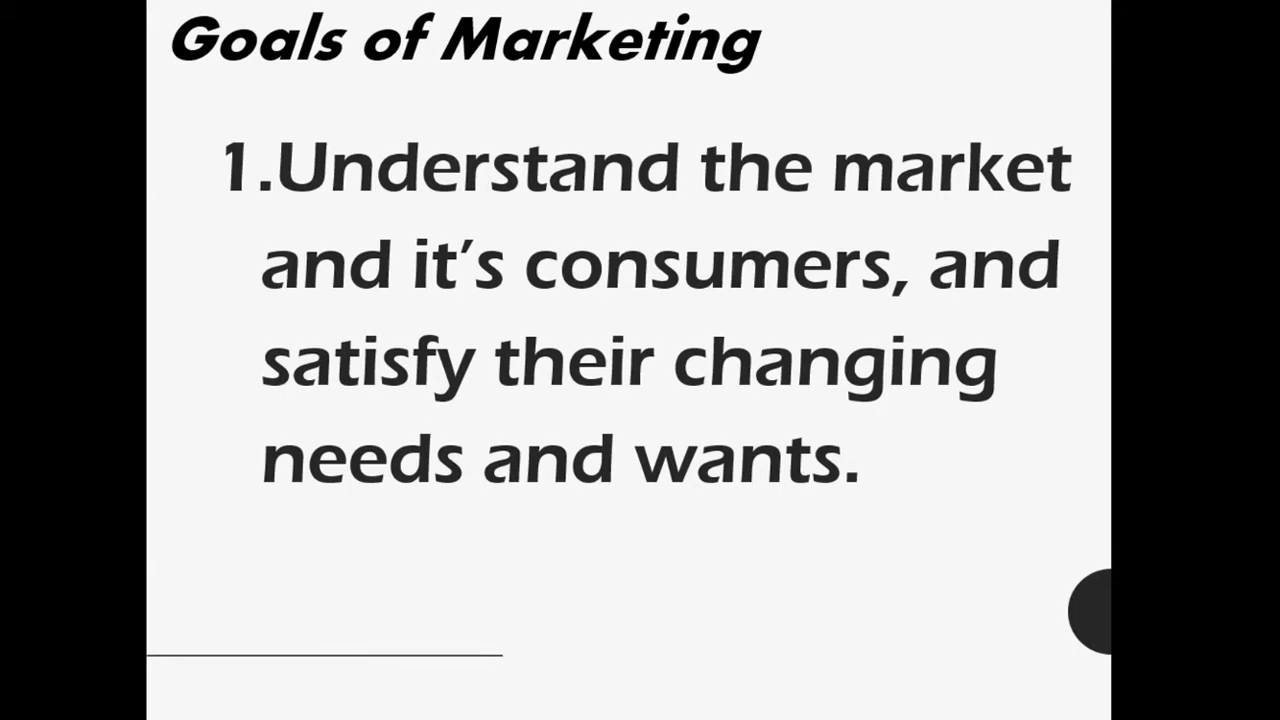 Goals of Marketing
1.Understand the market
and it’s consumers, and
satisfy their changing
needs and wants.